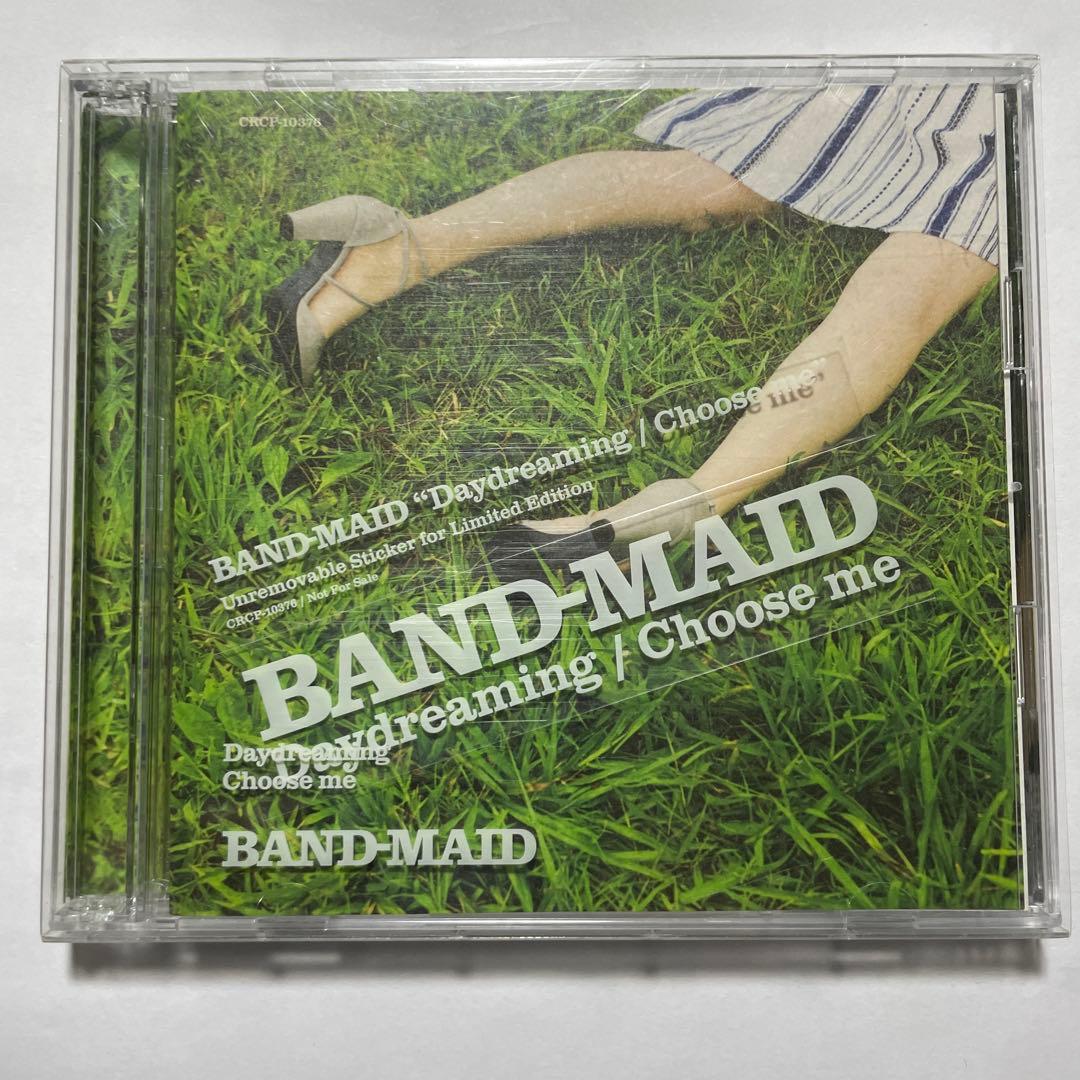 CRCP-10376
BAND-MAID "Daydreaming / Choose me"
Unremovable Sticker for Limited Edition
CRCP-10376 / Not For Sale
BAND-MAID
Daydreaming / Choose me
Daydreaming
Choose me
BAND-MAID